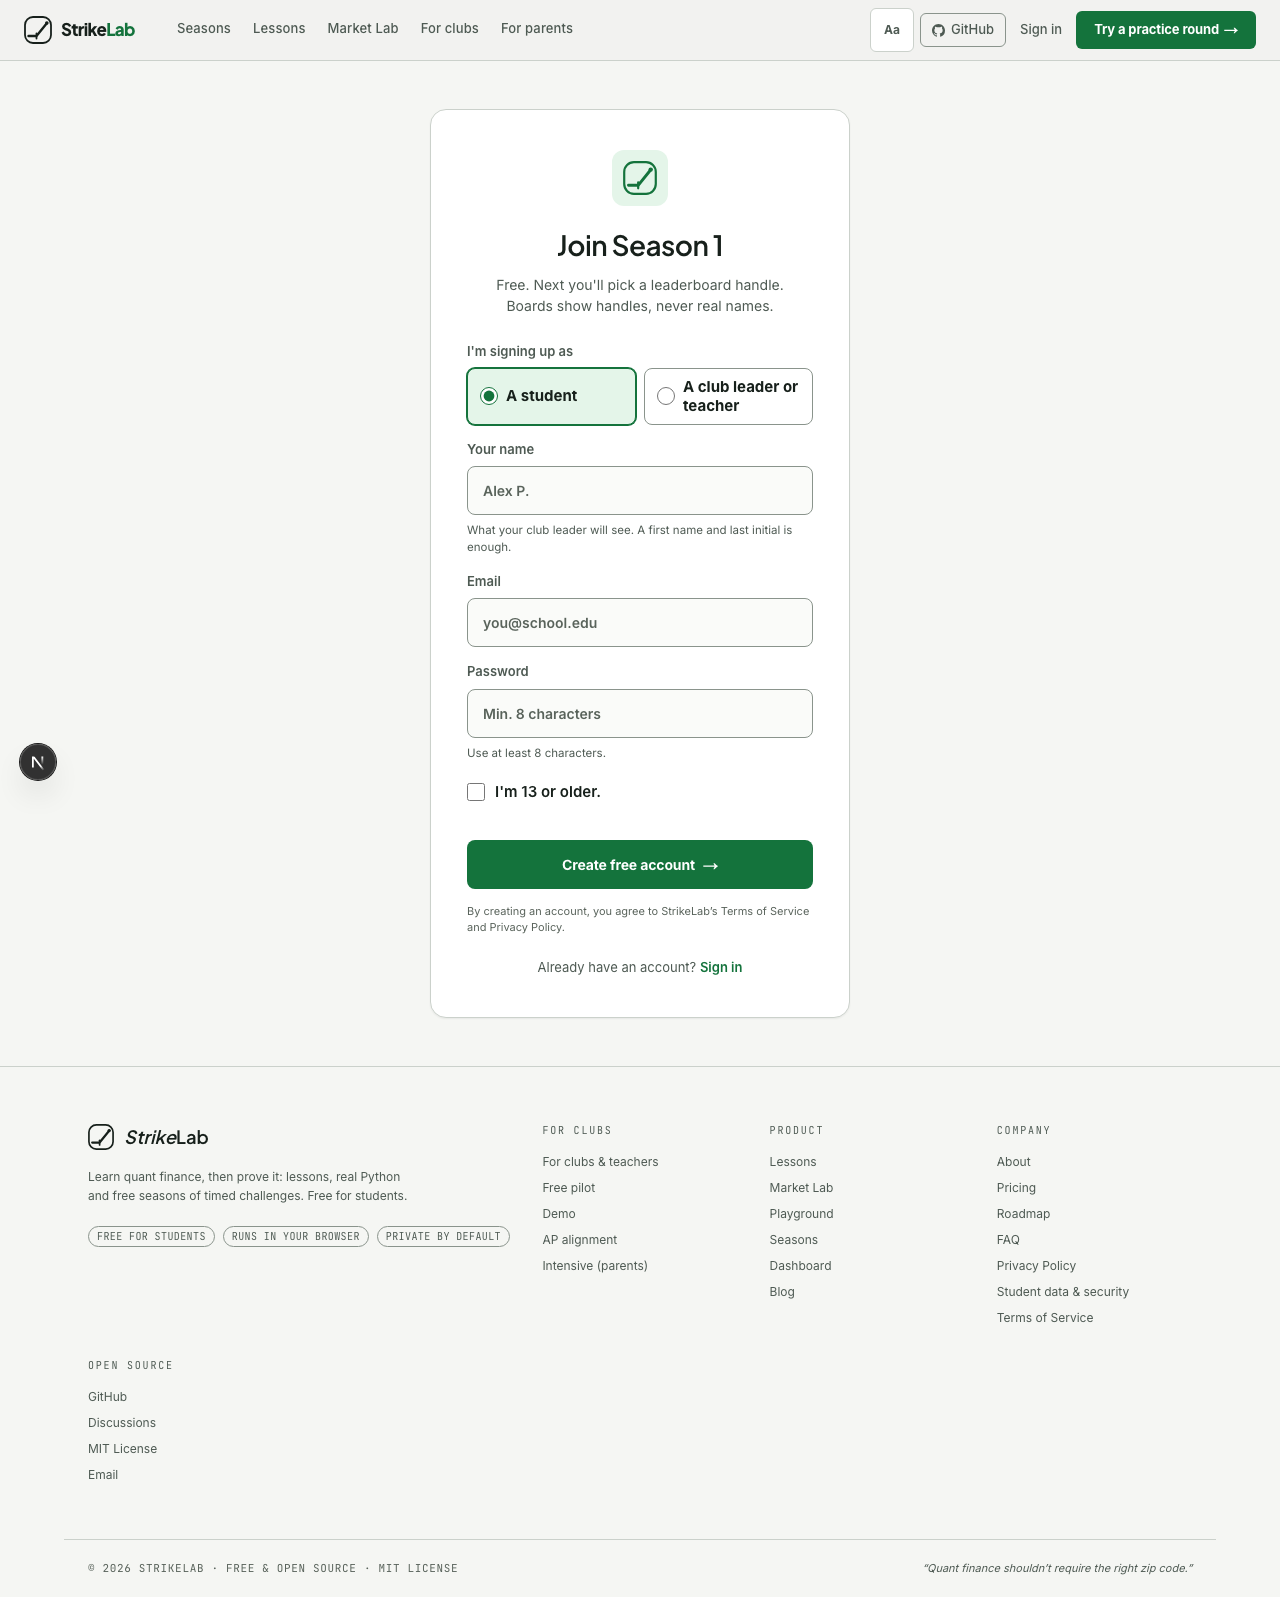 StrikeLab
Seasons
Lessons
Market Lab
For clubs
For parents
Aa
GitHub
Sign in
Try a practice round →
Join Season 1
Free. Next you'll pick a leaderboard handle.
Boards show handles, never real names.
I'm signing up as
A student
A club leader or
teacher
Your name
Alex P.
What your club leader will see. A first name and last initial is
enough.
Email
you@school.edu
Password
Min. 8 characters
Use at least 8 characters.
I'm 13 or older.
Create free account →
By creating an account, you agree to StrikeLab’s Terms of Service
and Privacy Policy.
Already have an account? Sign in
N
StrikeLab
Learn quant finance, then prove it: lessons, real Python
and free seasons of timed challenges. Free for students.
FREE FOR STUDENTS
RUNS IN YOUR BROWSER
PRIVATE BY DEFAULT
FOR CLUBS
For clubs & teachers
Free pilot
Demo
AP alignment
Intensive (parents)
PRODUCT
Lessons
Market Lab
Playground
Seasons
Dashboard
Blog
COMPANY
About
Pricing
Roadmap
FAQ
Privacy Policy
Student data & security
Terms of Service
OPEN SOURCE
GitHub
Discussions
MIT License
Email
© 2026 STRIKELAB · FREE & OPEN SOURCE · MIT LICENSE
“Quant finance shouldn’t require the right zip code.”